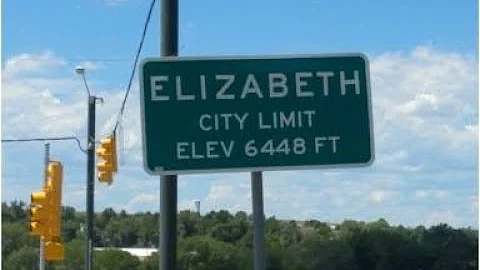 ELIZABETH
CITY LIMIT
ELEV 6448 FT